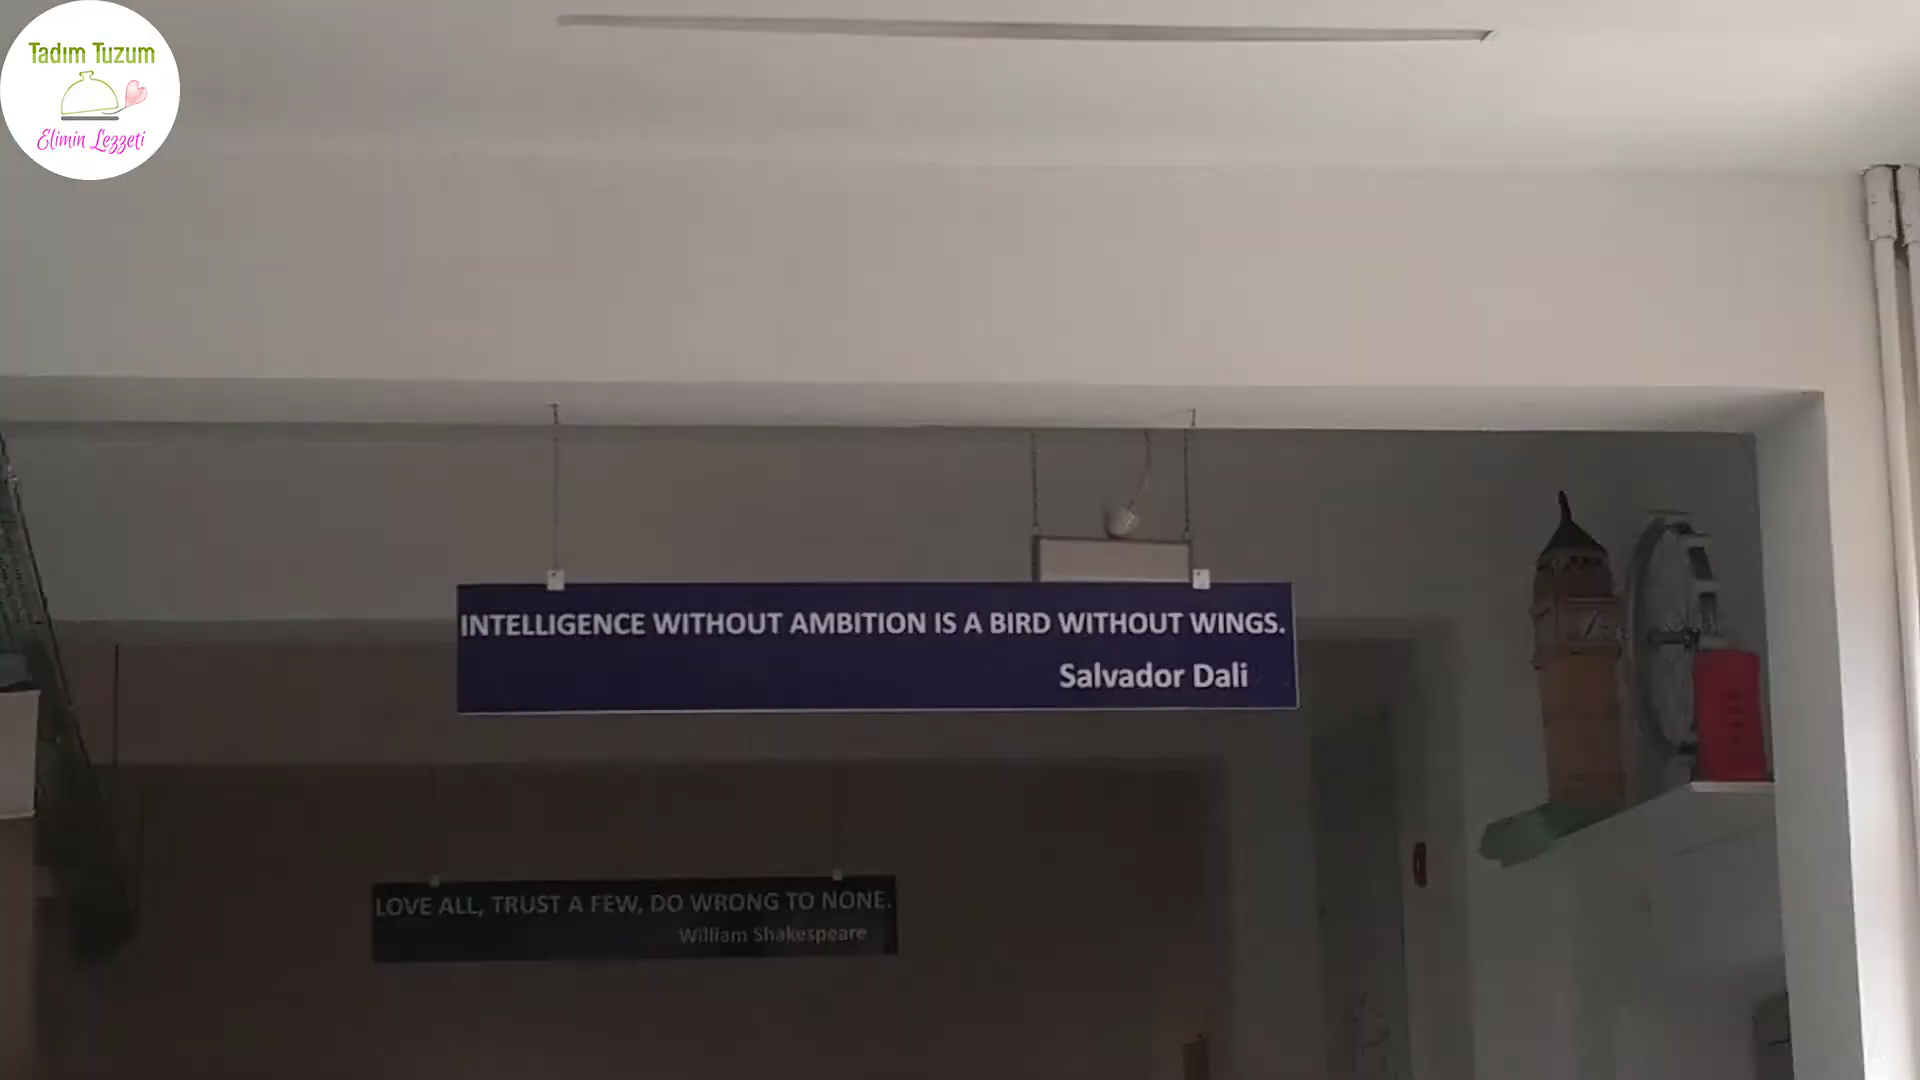 Tadım Tuzum
Elimin Lezzeti
INTELLIGENCE WITHOUT AMBITION IS A BIRD WITHOUT WINGS.
Salvador Dali
LOVE ALL, TRUST A FEW, DO WRONG TO NONE.
William Shakespeare